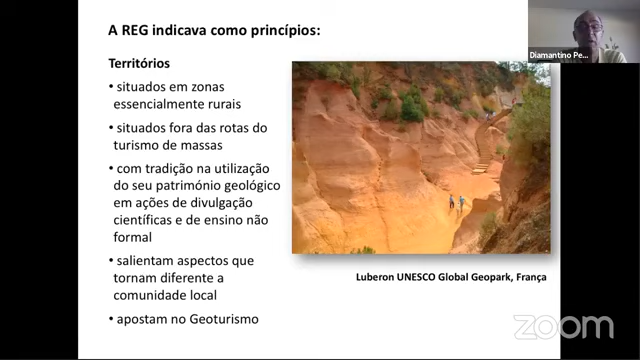 A REG indicava como princípios:
Territórios
• situados em zonas
essencialmente rurais
• situados fora das rotas do
turismo de massas
• com tradição na utilização
do seu património geológico
em ações de divulgação
científicas e de ensino não
formal
• salientam aspectos que
tornam diferente a
comunidade local
• apostam no Geoturismo
Diamantino Pe...
Luberon UNESCO Global Geopark, França
zoom